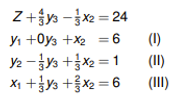 Z + 4/3 y₃ − 1/3 x₂ = 24
y₁ + 0y₃ + x₂ = 6 (I)
y₂ − 1/3 y₃ + 1/3 x₂ = 1 (II)
x₁ + 1/3 y₃ + 2/3 x₂ = 6 (III)